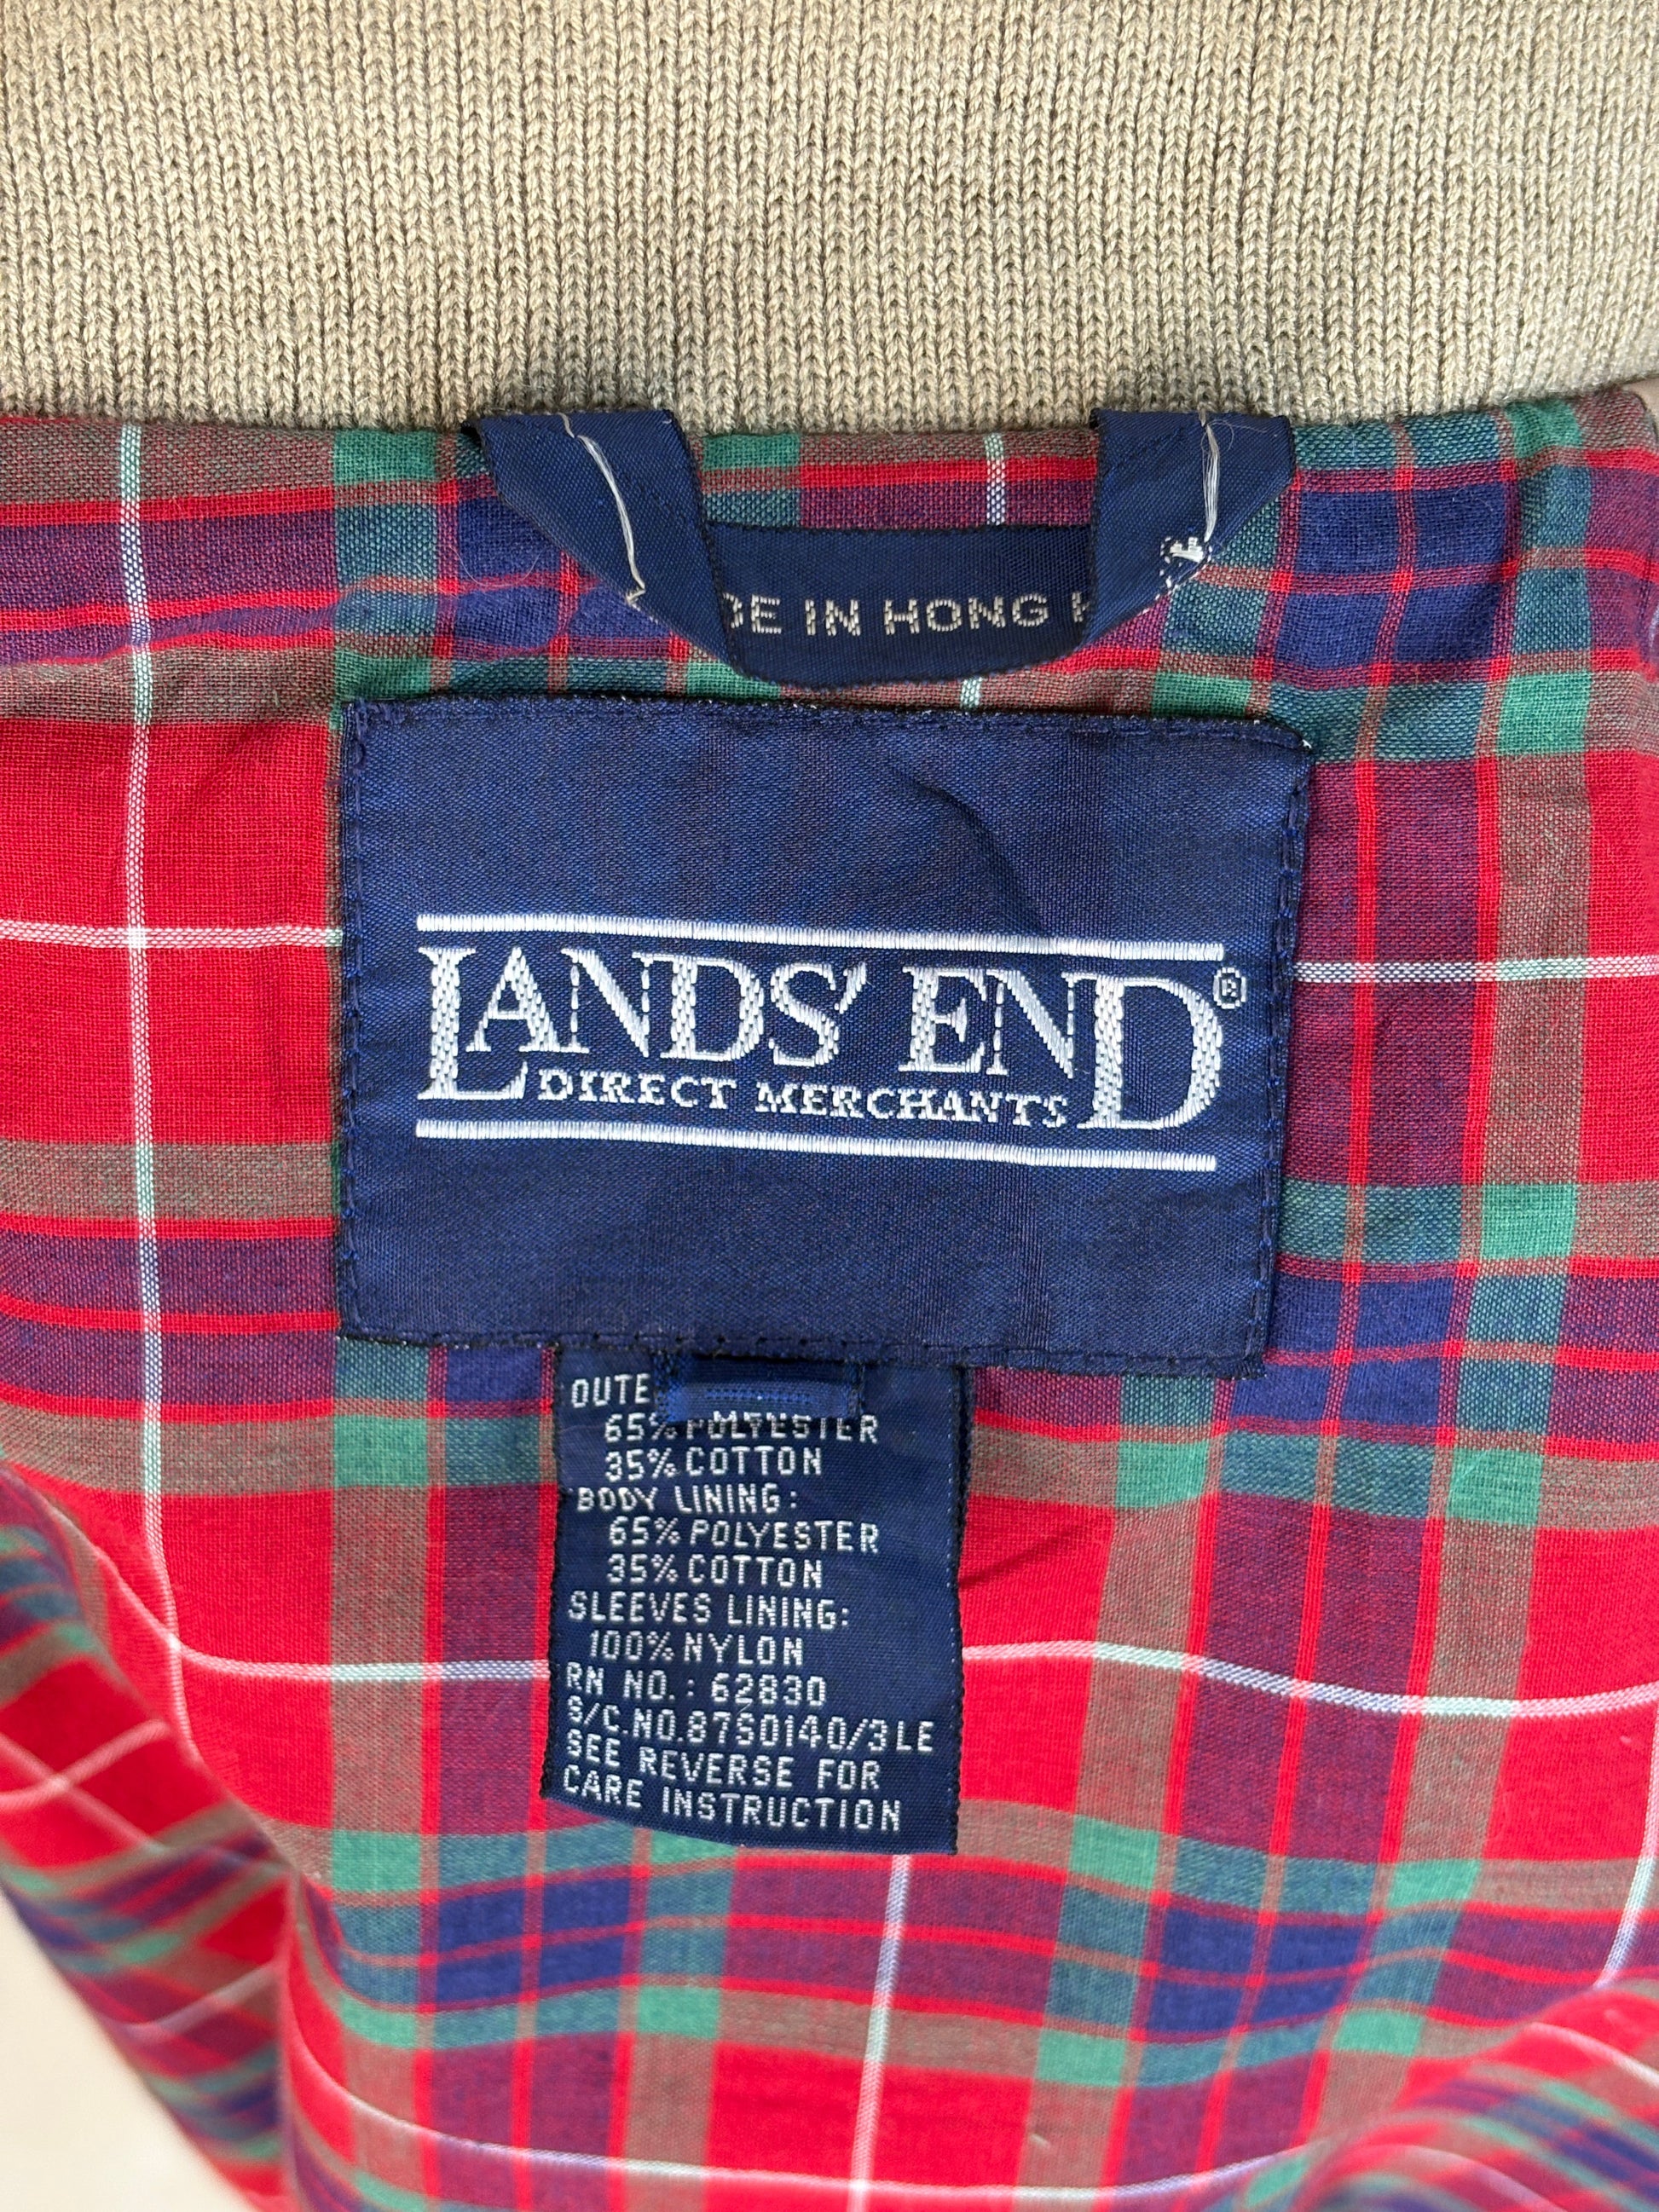 DE IN HONG
LANDS' END®
DIRECT MERCHANTS
OUTE
65% POLYESTER
35% COTTON
BODY LINING:
65% POLYESTER
35% COTTON
SLEEVES LINING:
100% NYLON
RN NO.: 62830
S/C.NO.87S0140/3LE
SEE REVERSE FOR
CARE INSTRUCTION